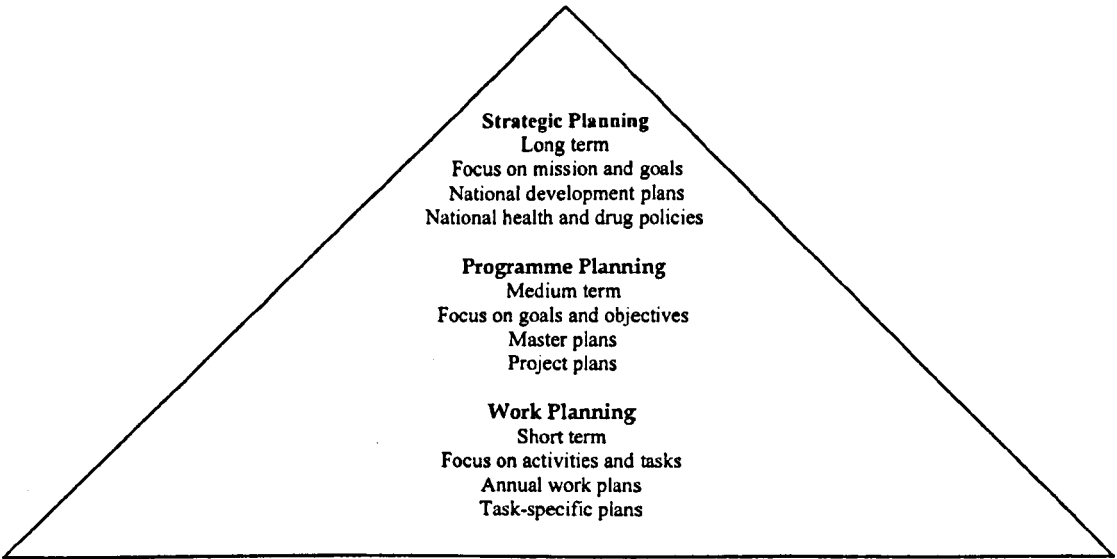 Strategic Planning
Long term
Focus on mission and goals
National development plans
National health and drug policies
Programme Planning
Medium term
Focus on goals and objectives
Master plans
Project plans
Work Planning
Short term
Focus on activities and tasks
Annual work plans
Task-specific plans